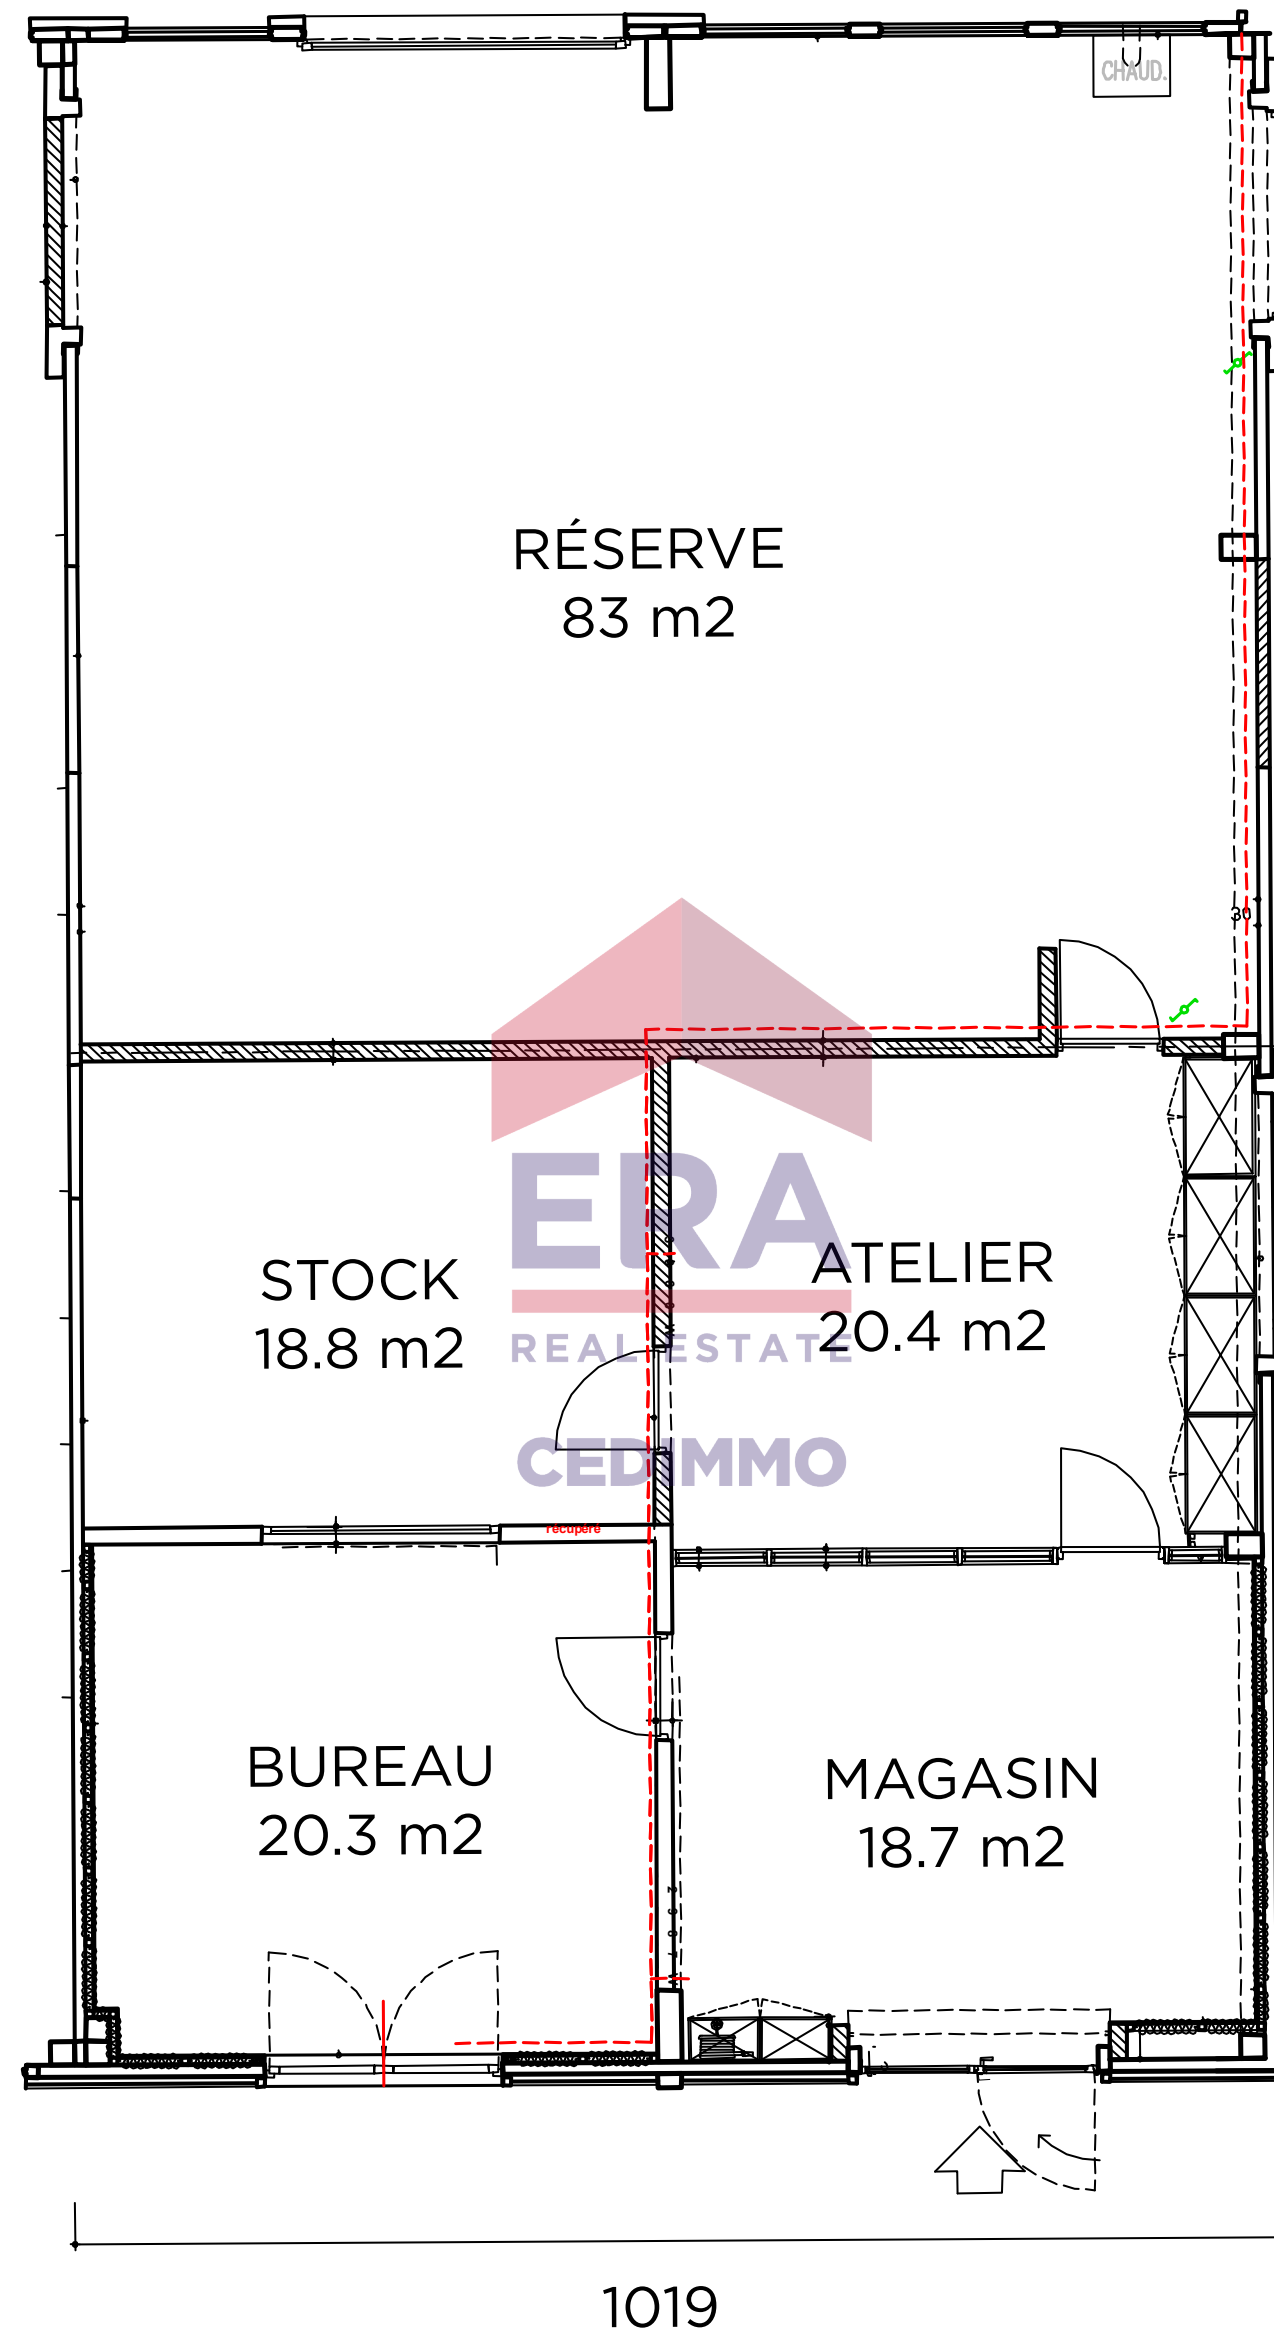 CHAUD.
RÉSERVE
83 m2
30
ERA
REAL ESTATE
CEDIMMO
STOCK
18.8 m2
ATELIER
20.4 m2
récupéré
BUREAU
20.3 m2
MAGASIN
18.7 m2
1019